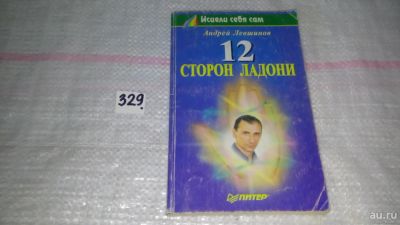 Исцели себя сам
Андрей Левшинов
12
СТОРОН ЛАДОНИ
329
ПИТЕР
au.ru